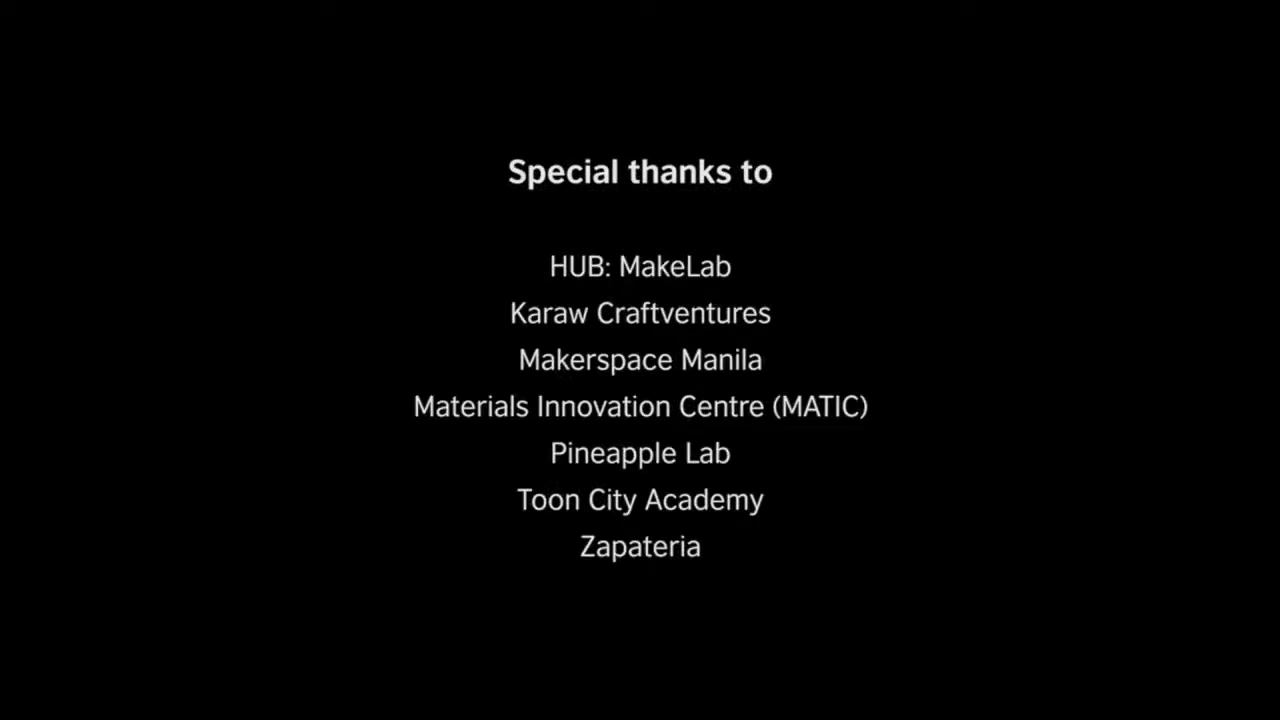 Special thanks to
HUB: MakeLab
Karaw Craftventures
Makerspace Manila
Materials Innovation Centre (MATIC)
Pineapple Lab
Toon City Academy
Zapateria